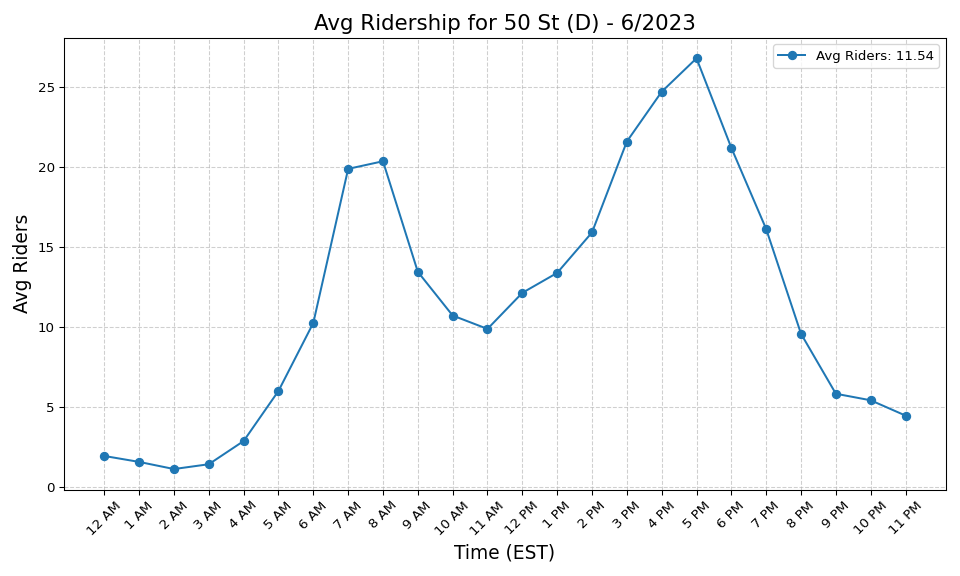 Avg Ridership for 50 St (D) - 6/2023
Avg Riders: 11.54
Avg Riders
25
20
15
10
5
0
12 AM 1 AM 2 AM 3 AM 4 AM 5 AM 6 AM 7 AM 8 AM 9 AM 10 AM 11 AM 12 PM 1 PM 2 PM 3 PM 4 PM 5 PM 6 PM 7 PM 8 PM 9 PM 10 PM 11 PM
Time (EST)